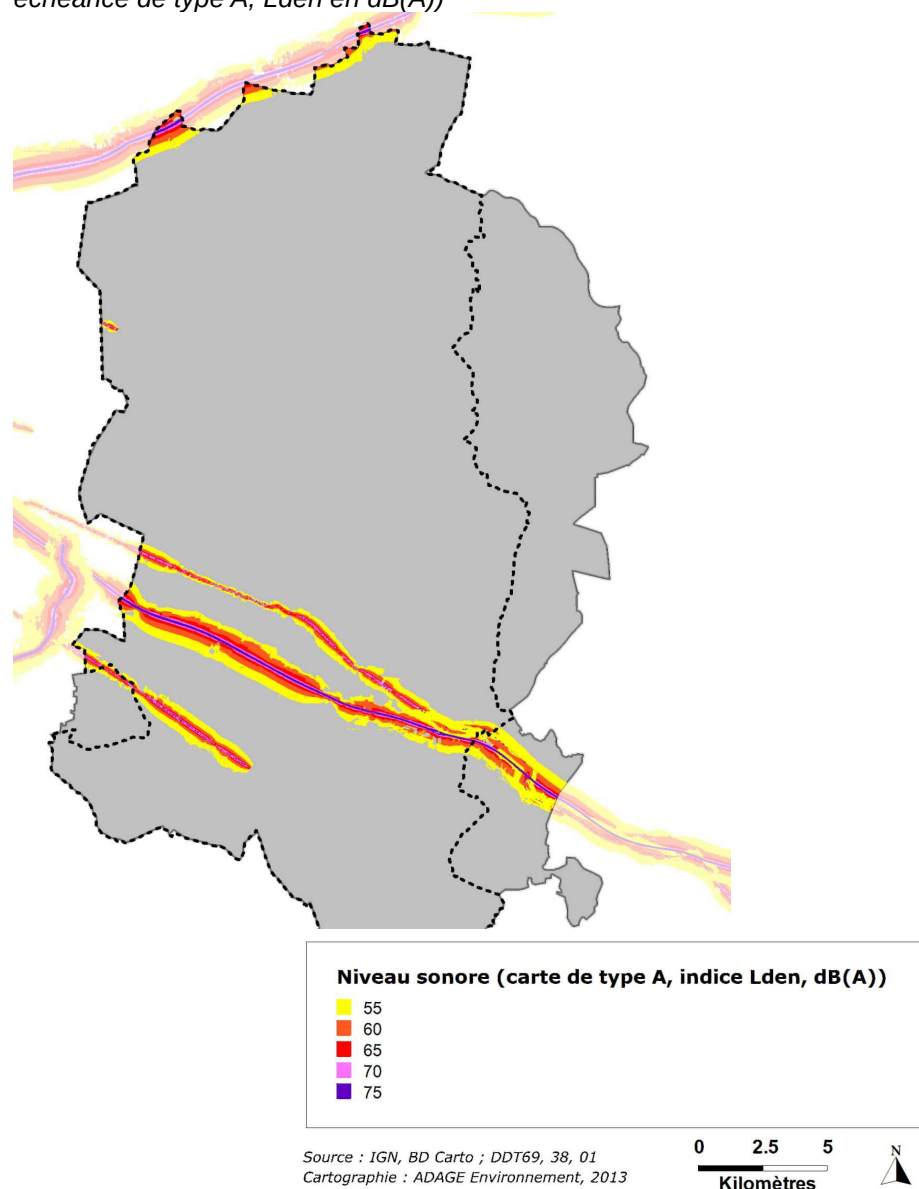 échéance de type A, Lden en dB(A))
Niveau sonore (carte de type A, indice Lden, dB(A))
55
60
65
70
75
Source : IGN, BD Carto ; DDT69, 38, 01
Cartographie : ADAGE Environnement, 2013
0 2.5 5
Kilomètres
N